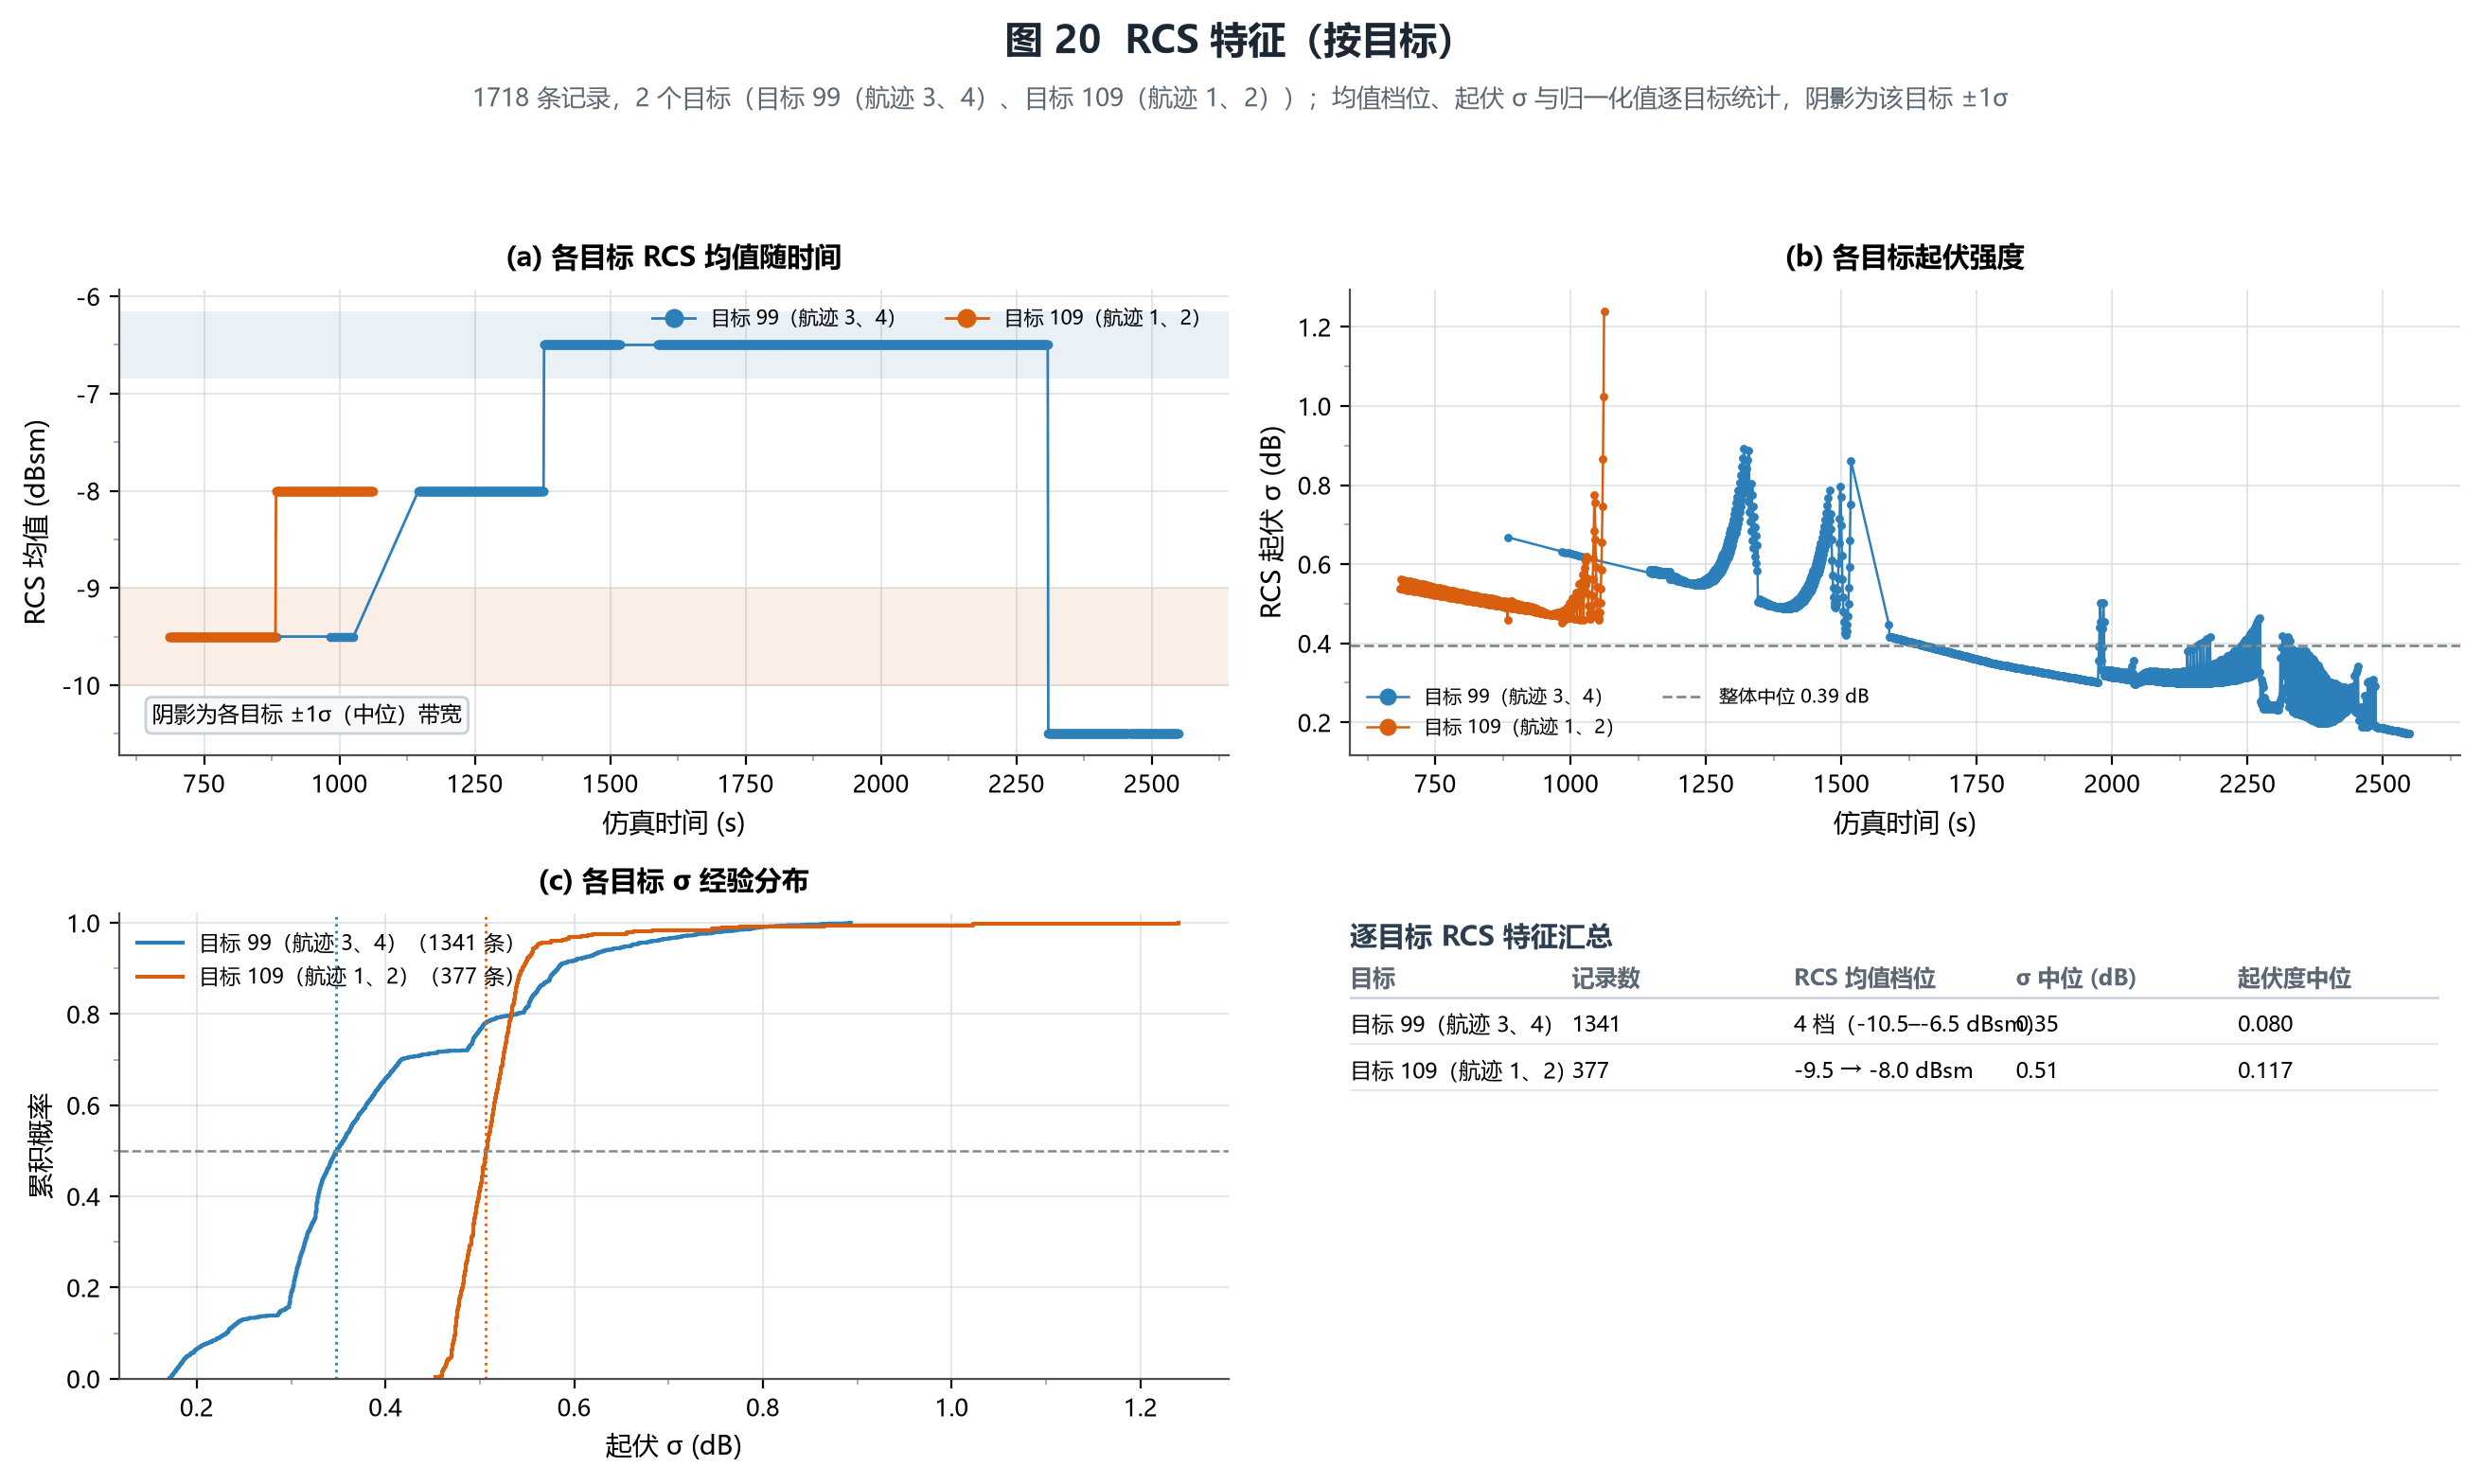 图 20 RCS 特征（按目标）
1718 条记录，2 个目标（目标 99（航迹 3、4）、目标 109（航迹 1、2））；均值档位、起伏 σ 与归一化值逐目标统计，阴影为该目标 ±1σ
(a) 各目标 RCS 均值随时间
目标 99（航迹 3、4）
目标 109（航迹 1、2）
RCS 均值 (dBsm)
-6
-7
-8
-9
-10
阴影为各目标 ±1σ（中位）带宽
750 1000 1250 1500 1750 2000 2250 2500
仿真时间 (s)
(b) 各目标起伏强度
RCS 起伏 σ (dB)
1.2
1.0
0.8
0.6
0.4
0.2
目标 99（航迹 3、4）
目标 109（航迹 1、2）
整体中位 0.39 dB
750 1000 1250 1500 1750 2000 2250 2500
仿真时间 (s)
(c) 各目标 σ 经验分布
目标 99（航迹 3、4）（1341 条）
目标 109（航迹 1、2）（377 条）
累积概率
1.0
0.8
0.6
0.4
0.2
0.0
0.2 0.4 0.6 0.8 1.0 1.2
起伏 σ (dB)
逐目标 RCS 特征汇总
目标 记录数 RCS 均值档位 σ 中位 (dB) 起伏度中位
目标 99（航迹 3、4） 1341 4 档（-10.5–-6.5 dBsm） 0.35 0.080
目标 109（航迹 1、2） 377 -9.5 → -8.0 dBsm 0.51 0.117